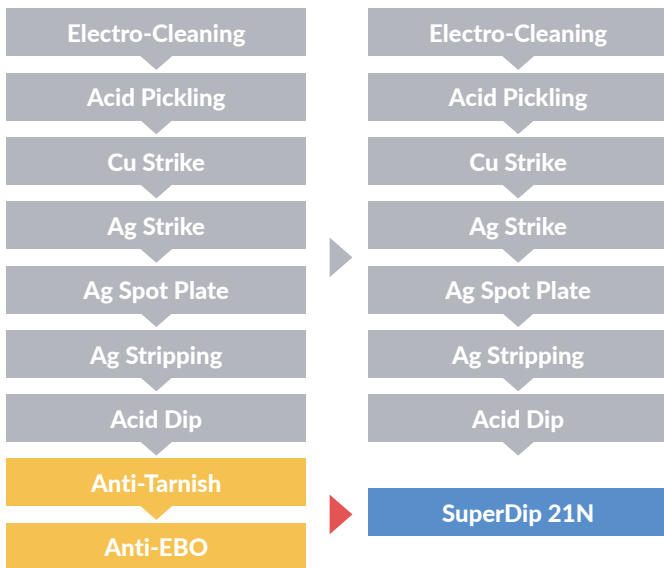 Electro-Cleaning
Acid Pickling
Cu Strike
Ag Strike
Ag Spot Plate
Ag Stripping
Acid Dip
Anti-Tarnish
Anti-EBO
Electro-Cleaning
Acid Pickling
Cu Strike
Ag Strike
Ag Spot Plate
Ag Stripping
Acid Dip
SuperDip 21N